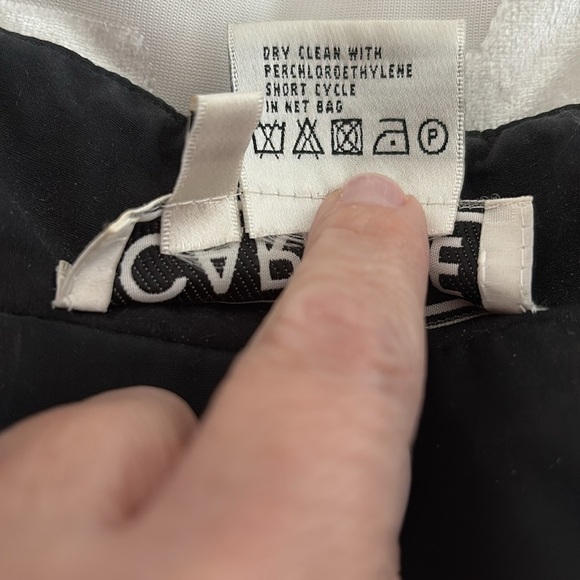 DRY CLEAN WITH
PERCHLOROETHYLENE
SHORT CYCLE
IN NET BAG
P